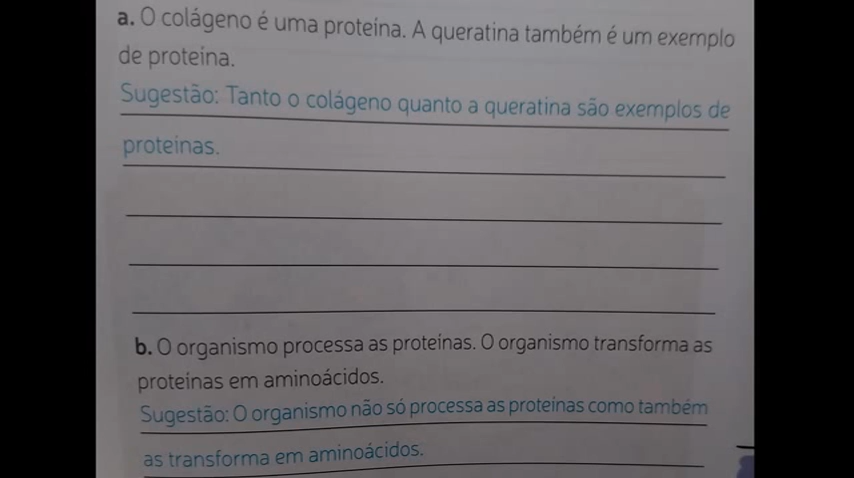 a. O colágeno é uma proteína. A queratina também é um exemplo
de proteína.
Sugestão: Tanto o colágeno quanto a queratina são exemplos de
proteínas.
b. O organismo processa as proteínas. O organismo transforma as
proteínas em aminoácidos.
Sugestão: O organismo não só processa as proteínas como também
as transforma em aminoácidos.